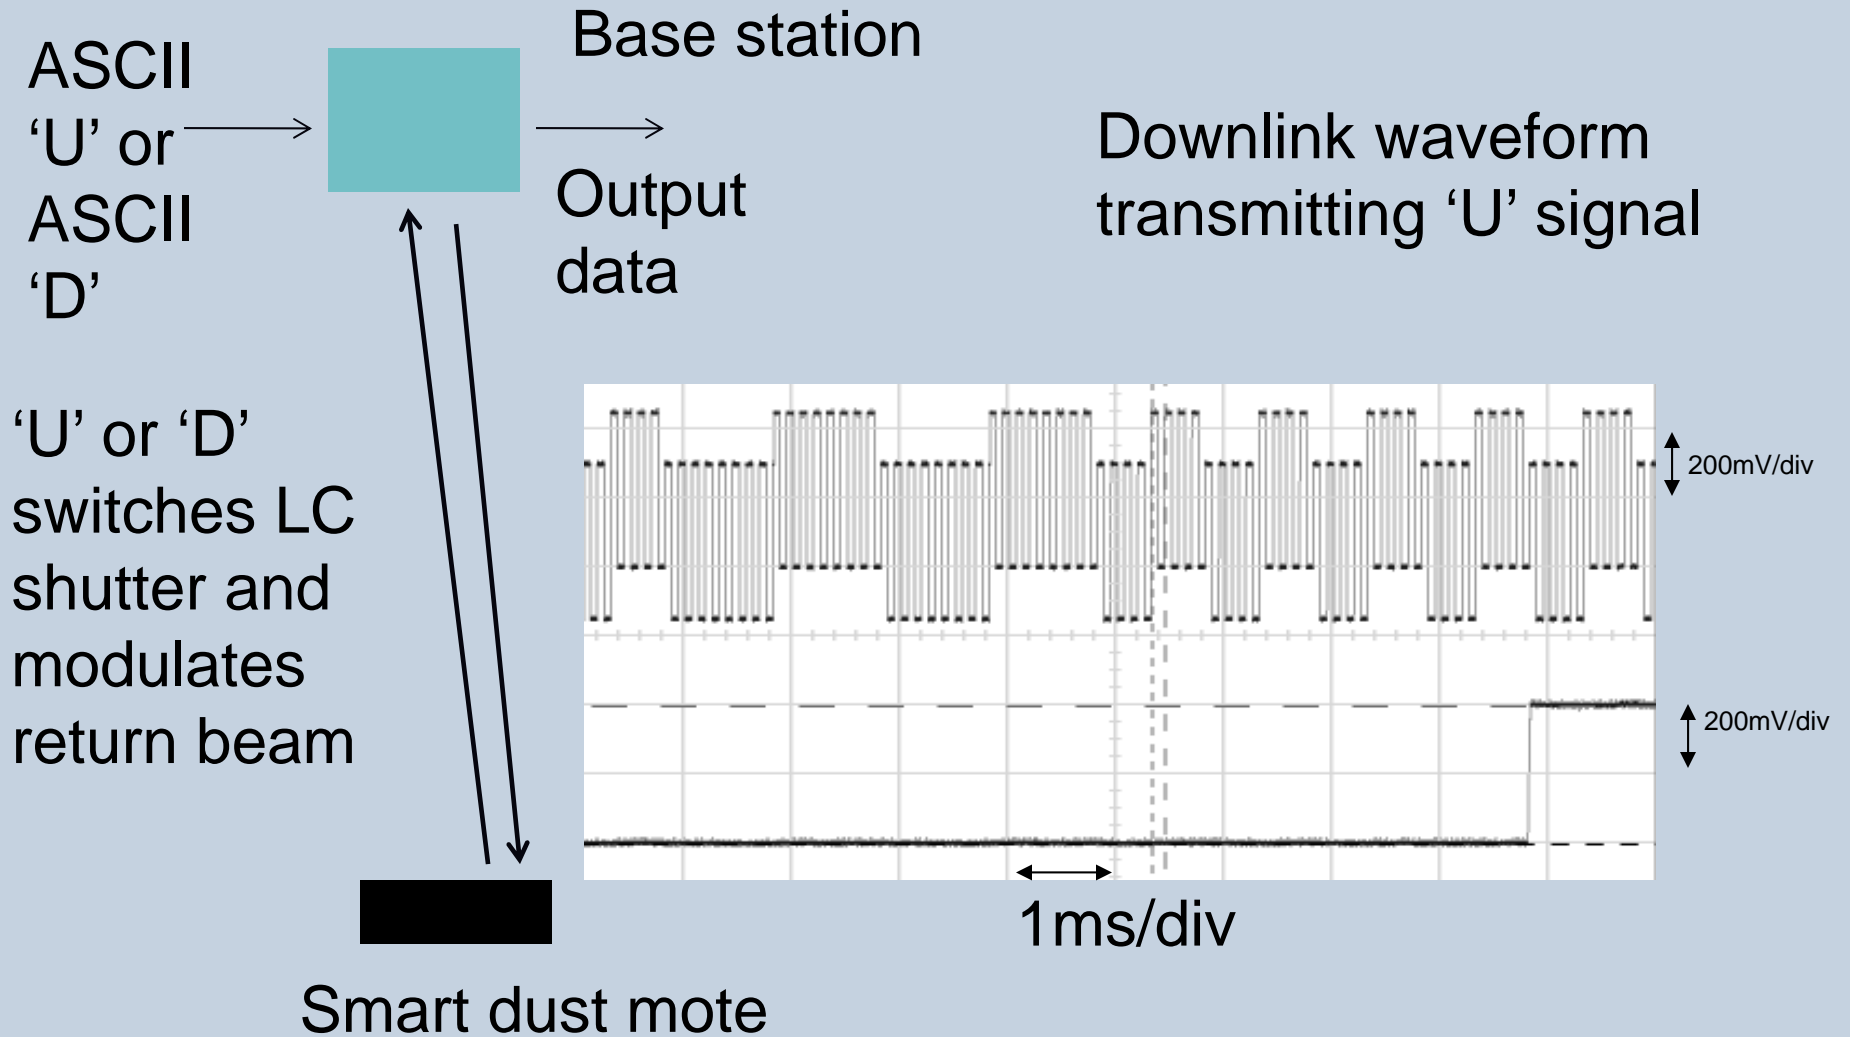 Base station
ASCII
‘U’ or
ASCII
‘D’
Output
data
Downlink waveform
transmitting ‘U’ signal
‘U’ or ‘D’
switches LC
shutter and
modulates
return beam
200mV/div
200mV/div
1ms/div
Smart dust mote